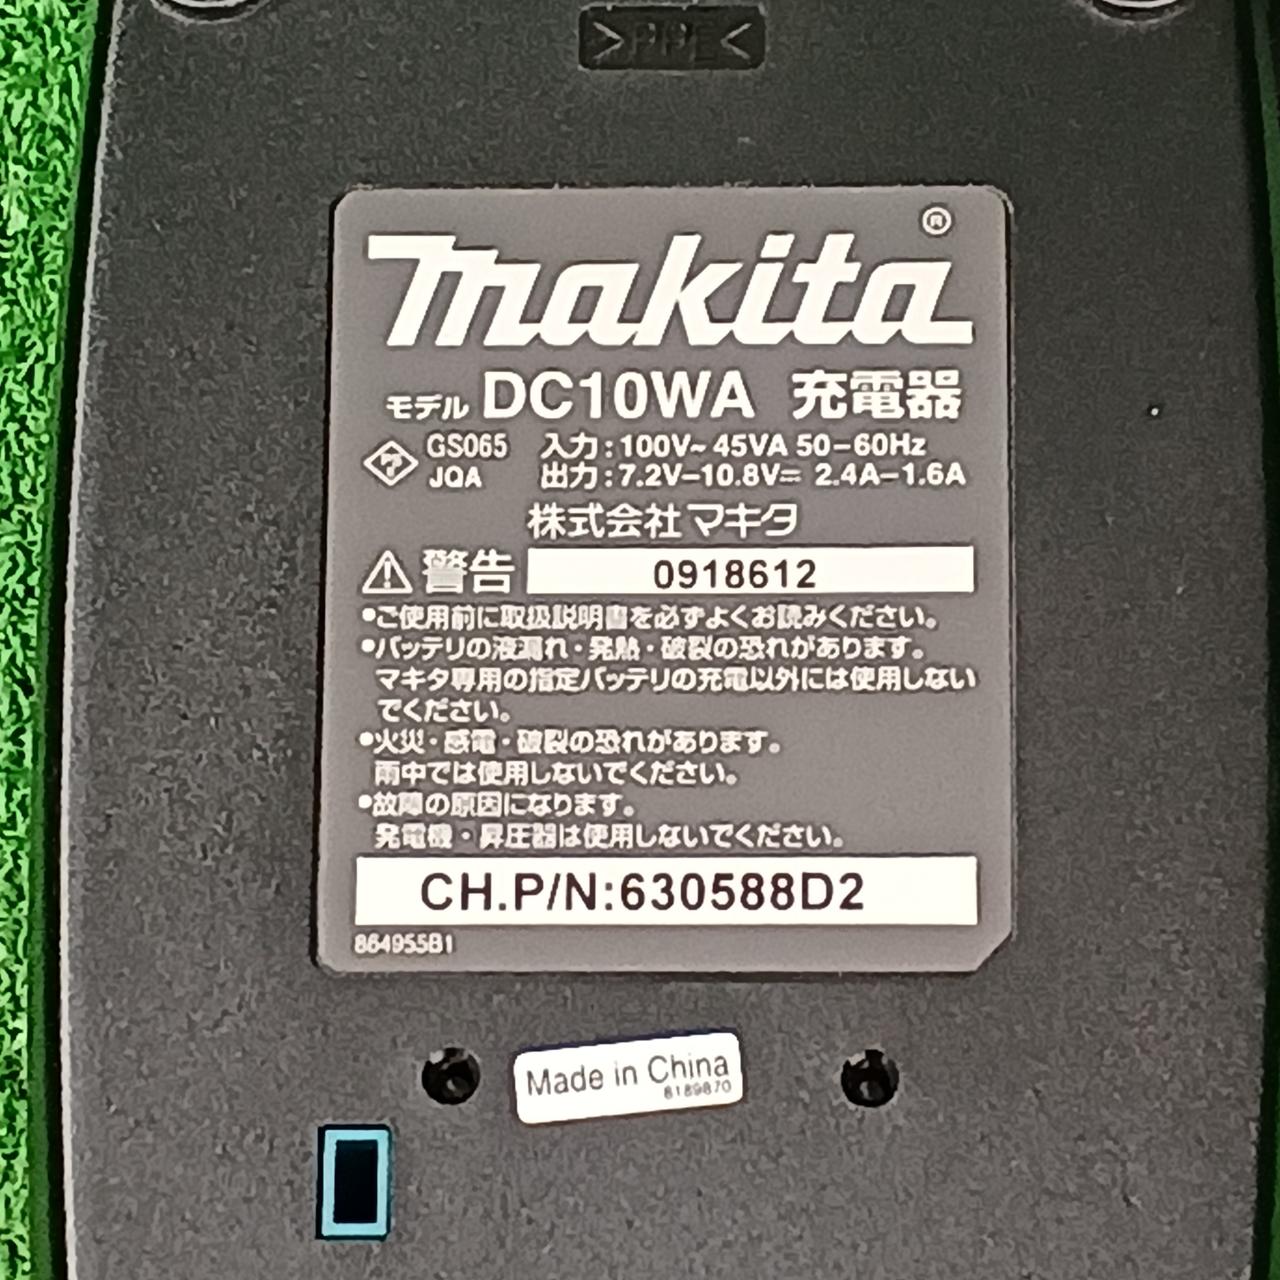 >PPE<
makita®
モデル DC10WA 充電器
GS065 入力:100V~ 45VA 50-60Hz
JQA 出力:7.2V-10.8V⎓ 2.4A-1.6A
株式会社マキタ
警告 0918612
•ご使用前に取扱説明書を必ずよくお読みください。
•バッテリの液漏れ・発熱・破裂の恐れがあります。
マキタ専用の指定バッテリの充電以外には使用しない
でください。
•火災・感電・破裂の恐れがあります。
雨中では使用しないでください。
•故障の原因になります。
発電機・昇圧器は使用しないでください。
CH.P/N:630588D2
864955B1
Made in China
8189870